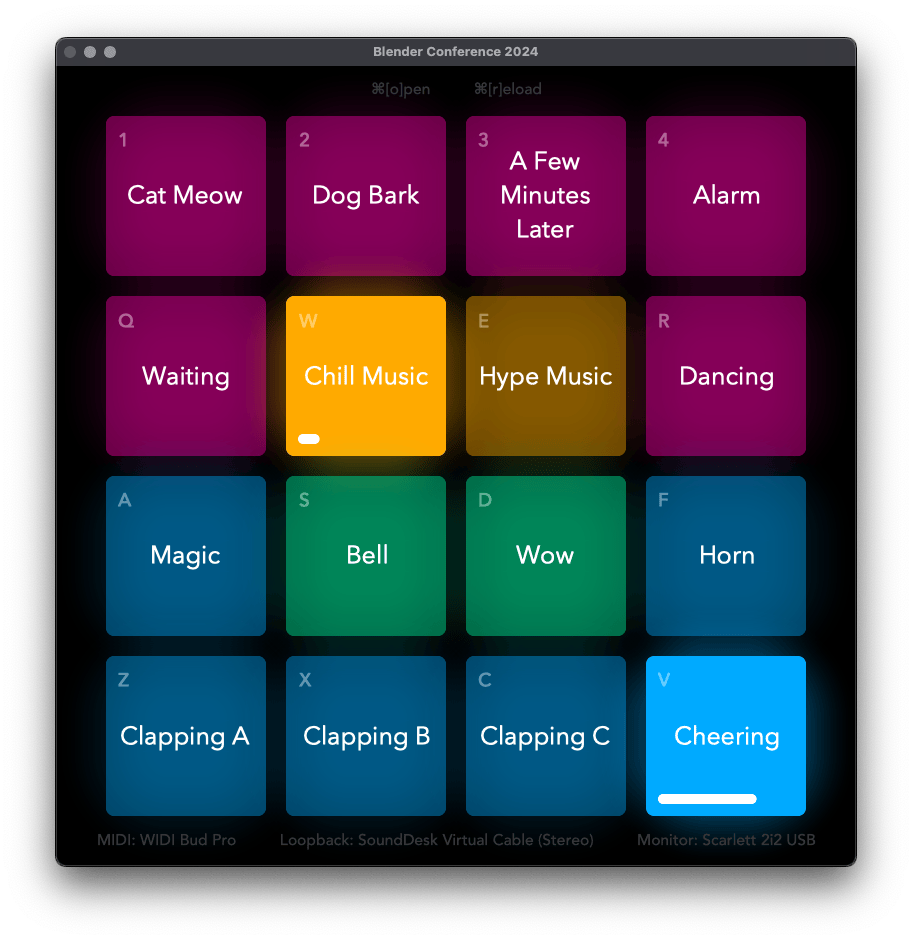 Blender Conference 2024
⌘[o]pen ⌘[r]eload
1 2 3 4
Cat Meow
Dog Bark
A Few
Minutes
Later
Alarm
Q W E R
Waiting
Chill Music
Hype Music
Dancing
A S D F
Magic
Bell
Wow
Horn
Z X C V
Clapping A
Clapping B
Clapping C
Cheering
MIDI: WIDI Bud Pro
Loopback: SoundDesk Virtual Cable (Stereo)
Monitor: Scarlett 2i2 USB